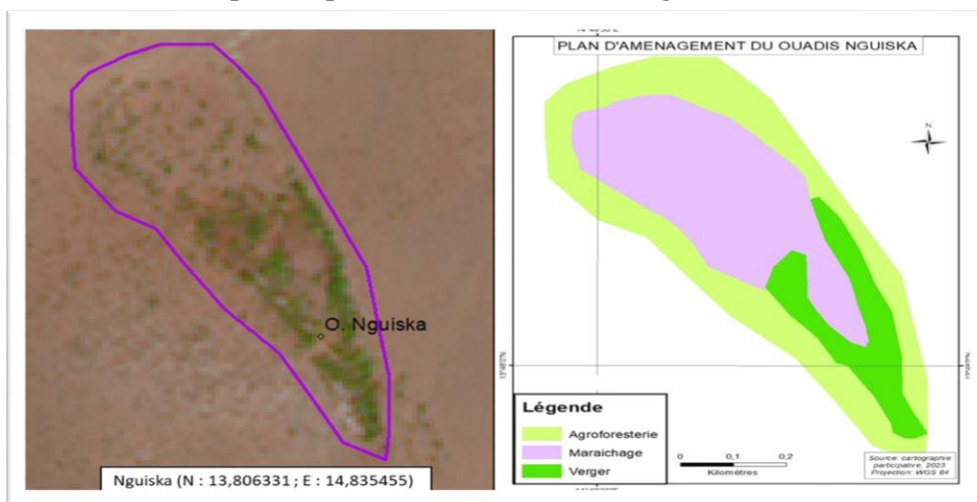 O. Nguiska
Nguiska (N : 13,806331 ; E : 14,835455)
PLAN D'AMENAGEMENT DU OUADIS NGUISKA
N
Légende
Agroforesterie
Maraichage
Verger
0 0,1 0,2
Kilomètres
Source: cartographie
participative, 2023
Projection: WGS 84